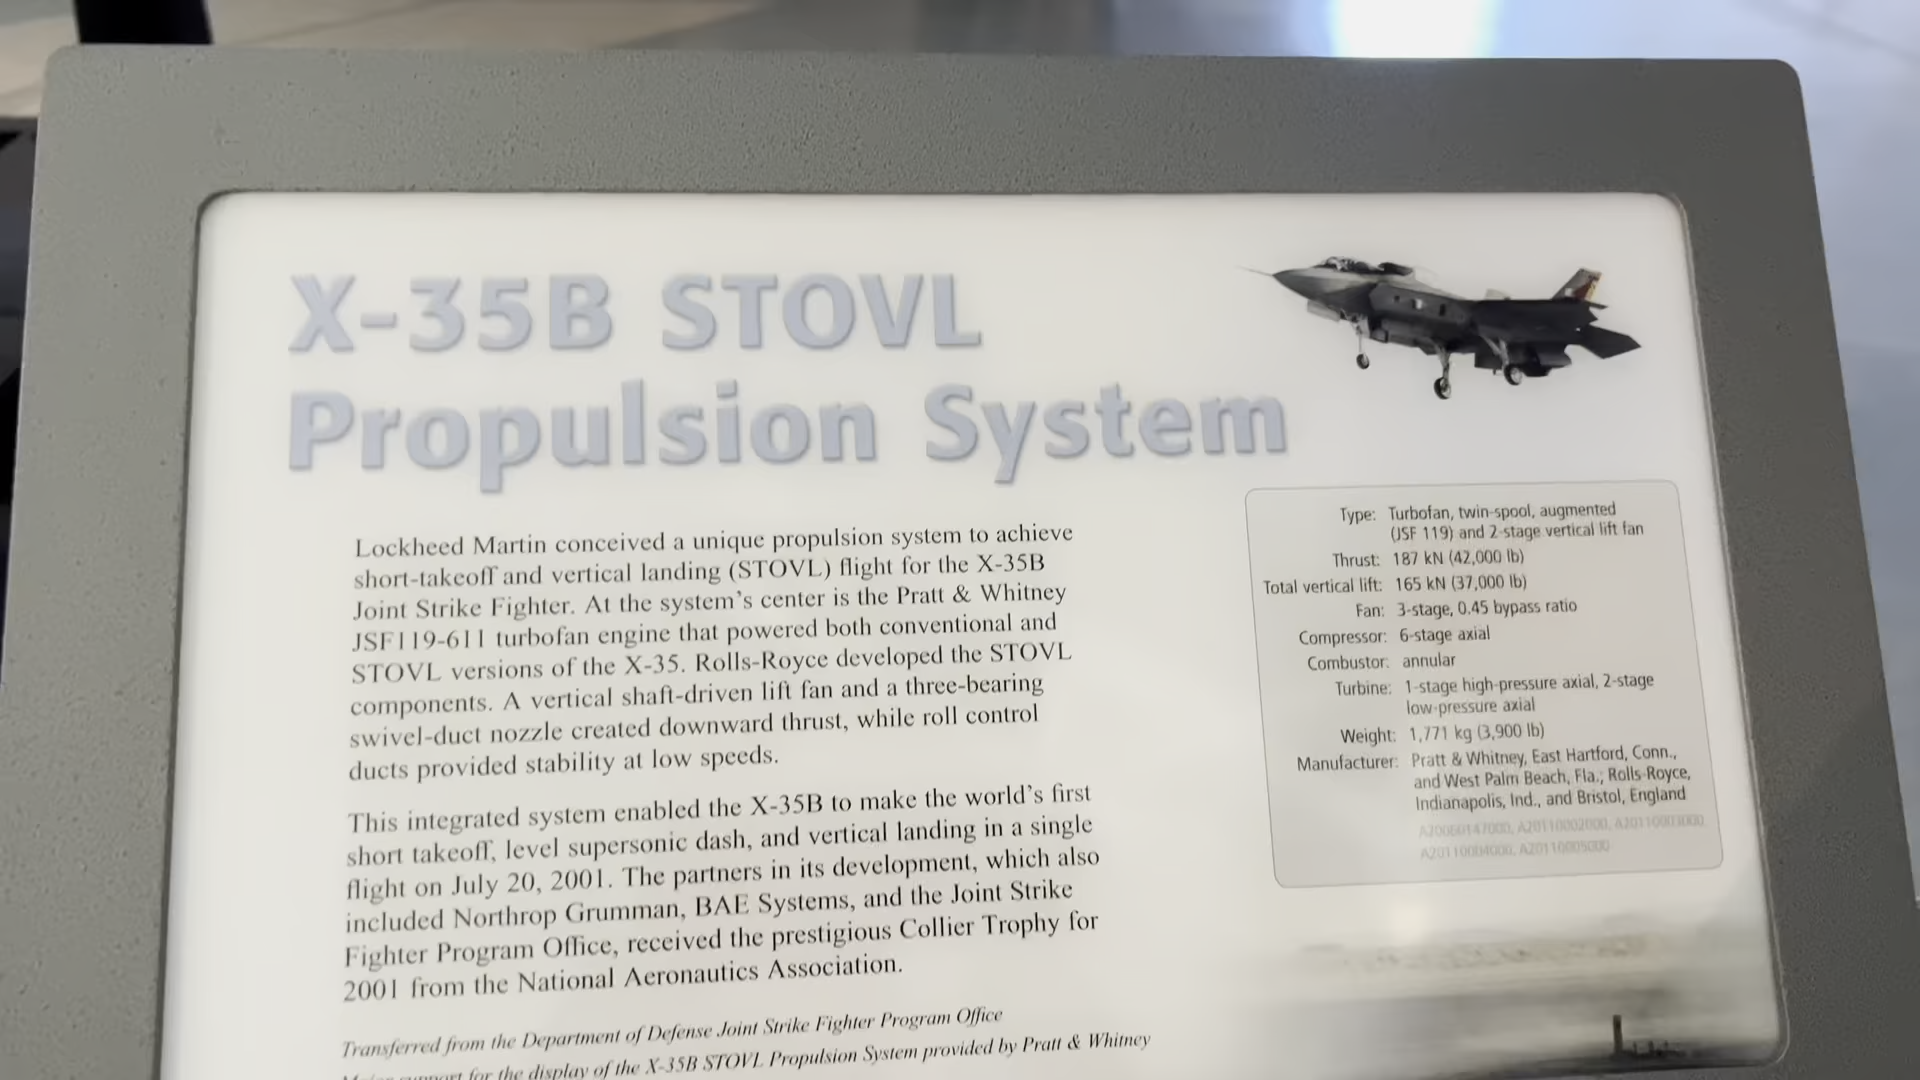 X-35B STOVL
Propulsion System
Lockheed Martin conceived a unique propulsion system to achieve
short-takeoff and vertical landing (STOVL) flight for the X-35B
Joint Strike Fighter. At the system's center is the Pratt & Whitney
JSF119-611 turbofan engine that powered both conventional and
STOVL versions of the X-35. Rolls-Royce developed the STOVL
components. A vertical shaft-driven lift fan and a three-bearing
swivel-duct nozzle created downward thrust, while roll control
ducts provided stability at low speeds.
This integrated system enabled the X-35B to make the world's first
short takeoff, level supersonic dash, and vertical landing in a single
flight on July 20, 2001. The partners in its development, which also
included Northrop Grumman, BAE Systems, and the Joint Strike
Fighter Program Office, received the prestigious Collier Trophy for
2001 from the National Aeronautics Association.
Transferred from the Department of Defense Joint Strike Fighter Program Office
support for the display of the X-35B STOVL Propulsion System provided by Pratt & Whitney
Type: Turbofan, twin-spool, augmented
(JSF 119) and 2-stage vertical lift fan
Thrust: 187 kN (42,000 lb)
Total vertical lift: 165 kN (37,000 lb)
Fan: 3-stage, 0.45 bypass ratio
Compressor: 6-stage axial
Combustor: annular
Turbine: 1-stage high-pressure axial, 2-stage
low-pressure axial
Weight: 1,771 kg (3,900 lb)
Manufacturer: Pratt & Whitney, East Hartford, Conn.,
and West Palm Beach, Fla.; Rolls-Royce,
Indianapolis, Ind., and Bristol, England
A20060147000, A20110002000, A20110003000,
A20110004000, A20110005000